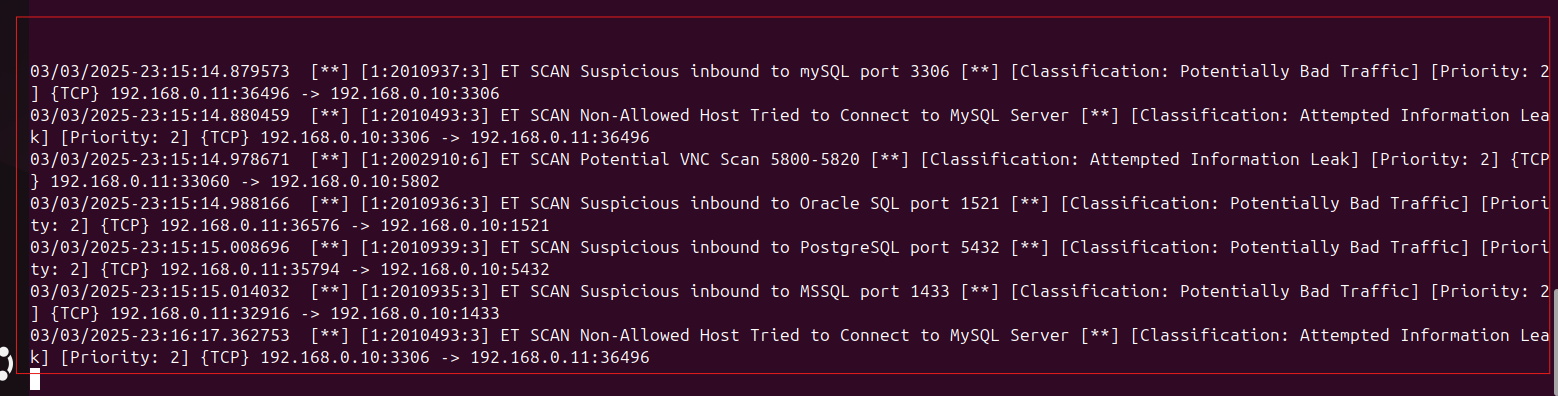 03/03/2025-23:15:14.879573  [**] [1:2010937:3] ET SCAN Suspicious inbound to mySQL port 3306 [**] [Classification: Potentially Bad Traffic] [Priority: 2
] {TCP} 192.168.0.11:36496 -> 192.168.0.10:3306
03/03/2025-23:15:14.880459  [**] [1:2010493:3] ET SCAN Non-Allowed Host Tried to Connect to MySQL Server [**] [Classification: Attempted Information Lea
k] [Priority: 2] {TCP} 192.168.0.10:3306 -> 192.168.0.11:36496
03/03/2025-23:15:14.978671  [**] [1:2002910:6] ET SCAN Potential VNC Scan 5800-5820 [**] [Classification: Attempted Information Leak] [Priority: 2] {TCP
} 192.168.0.11:33060 -> 192.168.0.10:5802
03/03/2025-23:15:14.988166  [**] [1:2010936:3] ET SCAN Suspicious inbound to Oracle SQL port 1521 [**] [Classification: Potentially Bad Traffic] [Priori
ty: 2] {TCP} 192.168.0.11:36576 -> 192.168.0.10:1521
03/03/2025-23:15:15.008696  [**] [1:2010939:3] ET SCAN Suspicious inbound to PostgreSQL port 5432 [**] [Classification: Potentially Bad Traffic] [Priori
ty: 2] {TCP} 192.168.0.11:35794 -> 192.168.0.10:5432
03/03/2025-23:15:15.014032  [**] [1:2010935:3] ET SCAN Suspicious inbound to MSSQL port 1433 [**] [Classification: Potentially Bad Traffic] [Priority: 2
] {TCP} 192.168.0.11:32916 -> 192.168.0.10:1433
03/03/2025-23:16:17.362753  [**] [1:2010493:3] ET SCAN Non-Allowed Host Tried to Connect to MySQL Server [**] [Classification: Attempted Information Lea
k] [Priority: 2] {TCP} 192.168.0.10:3306 -> 192.168.0.11:36496